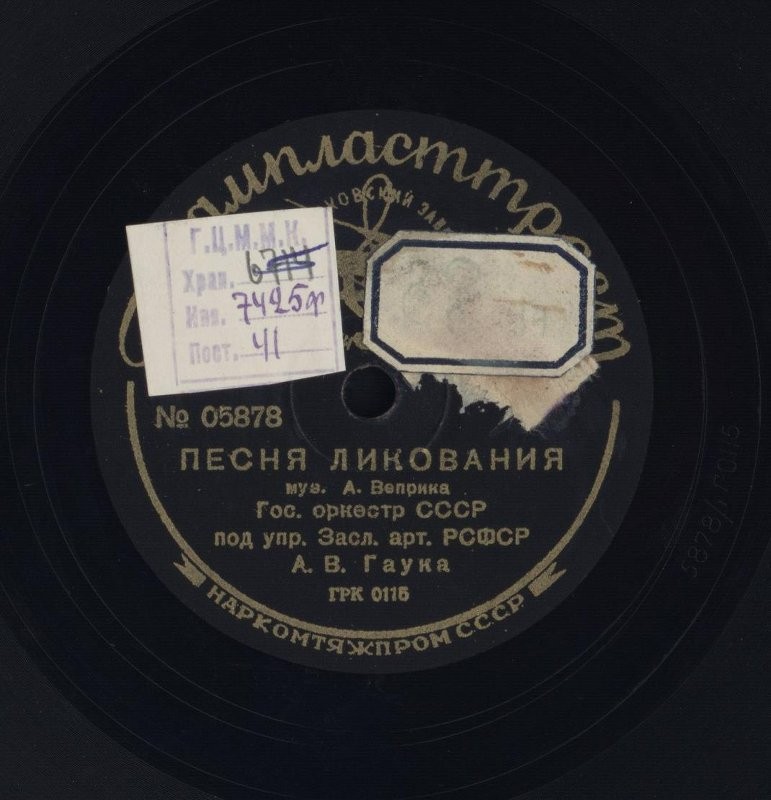 Г.Ц.М.М.К.
Хран.
Инв. 7425ф
Пост. 41
№ 05878
ПЕСНЯ ЛИКОВАНИЯ
муз. А. Веприка
Гос. оркестр СССР
под упр. Засл. арт. РСФСР
А. В. Гаука
ГРК 0115
НАРКОМТЯЖПРОМ СССР